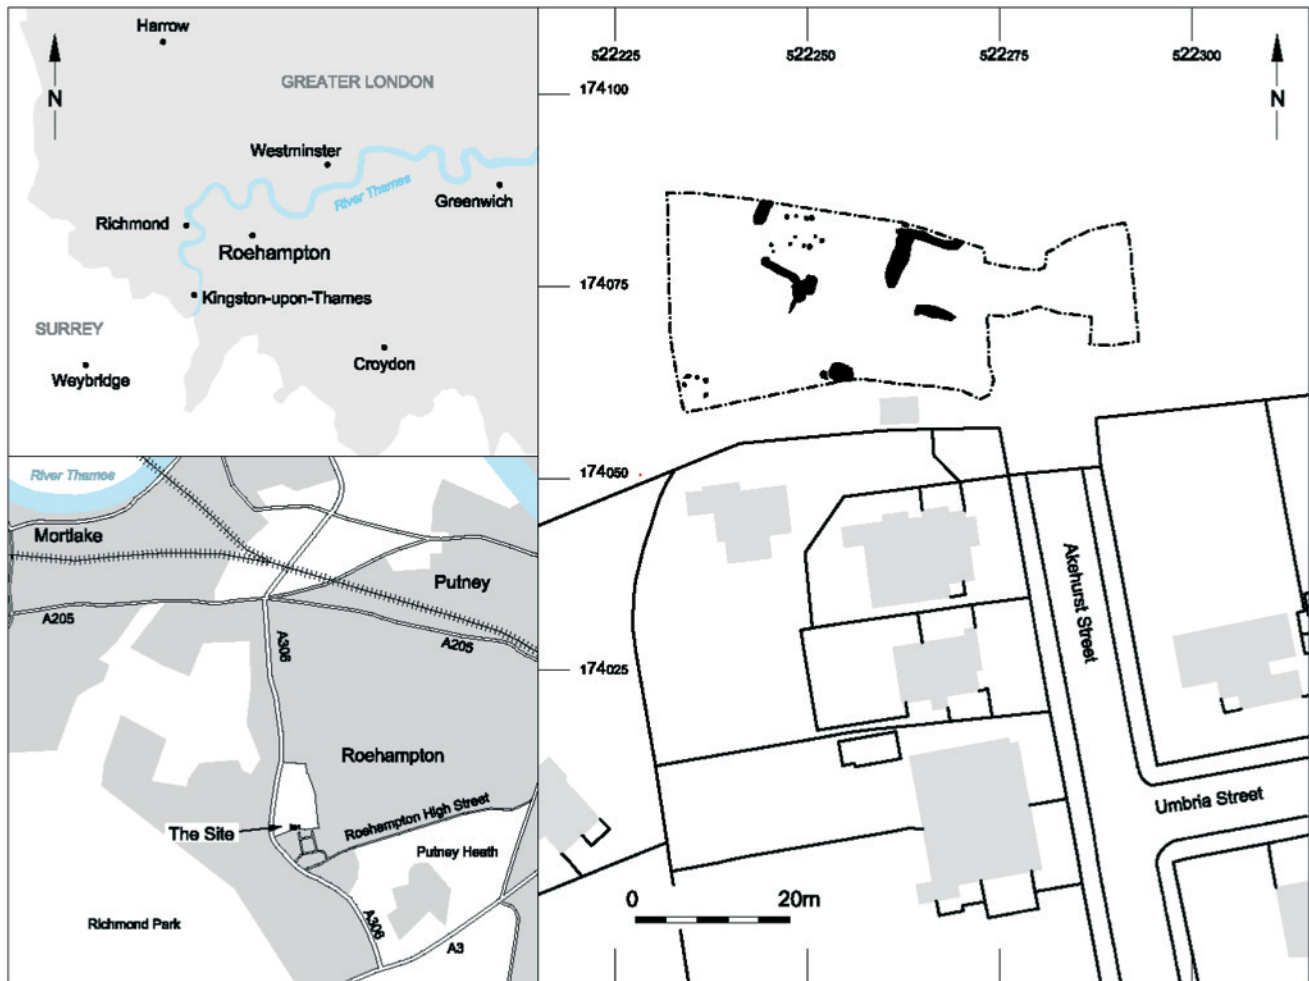 Harrow
GREATER LONDON
N
Westminster
River Thames
Greenwich
Richmond
Roehampton
Kingston-upon-Thames
SURREY
Croydon
Weybridge
River Thames
Mortlake
Putney
A205
A306
A205
Roehampton
Roehampton High Street
The Site
Putney Heath
Richmond Park
A306
A3
522225
522250
522275
522300
174100
N
174075
174050
174025
Akehurst Street
Umbria Street
0
20m